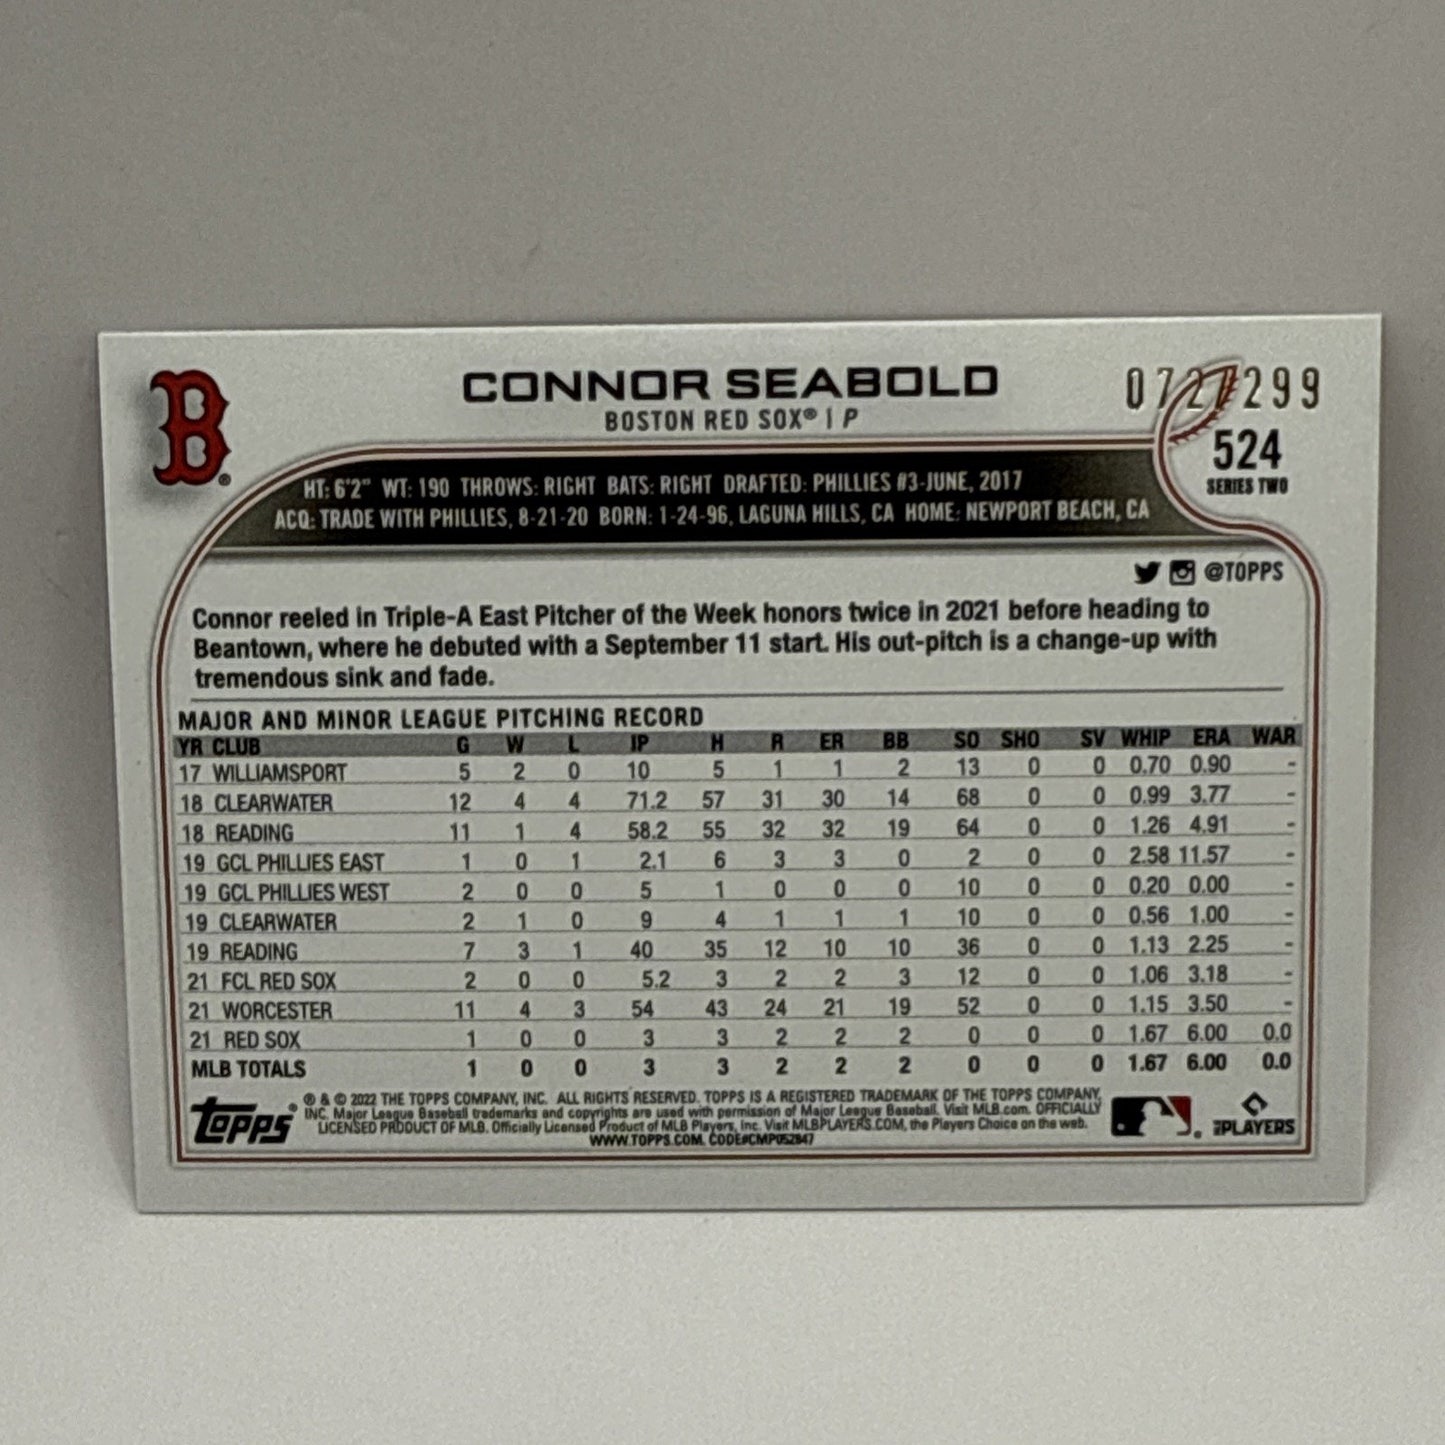 B
CONNOR SEABOLD
BOSTON RED SOX® | P
072/299
524
SERIES TWO
HT: 6'2" WT: 190 THROWS: RIGHT BATS: RIGHT DRAFTED: PHILLIES #3-JUNE, 2017
ACQ: TRADE WITH PHILLIES, 8-21-20 BORN: 1-24-96, LAGUNA HILLS, CA HOME: NEWPORT BEACH, CA
@TOPPS
Connor reeled in Triple-A East Pitcher of the Week honors twice in 2021 before heading to
Beantown, where he debuted with a September 11 start. His out-pitch is a change-up with
tremendous sink and fade.
MAJOR AND MINOR LEAGUE PITCHING RECORD
YR CLUB G W L IP H R ER BB SO SHO SV WHIP ERA WAR
17 WILLIAMSPORT 5 2 0 10 5 1 1 2 13 0 0 0.70 0.90 -
18 CLEARWATER 12 4 4 71.2 57 31 30 14 68 0 0 0.99 3.77 -
18 READING 11 1 4 58.2 55 32 32 19 64 0 0 1.26 4.91 -
19 GCL PHILLIES EAST 1 0 1 2.1 6 3 3 0 2 0 0 2.58 11.57 -
19 GCL PHILLIES WEST 2 0 0 5 1 0 0 0 10 0 0 0.20 0.00 -
19 CLEARWATER 2 1 0 9 4 1 1 1 10 0 0 0.56 1.00 -
19 READING 7 3 1 40 35 12 10 10 36 0 0 1.13 2.25 -
21 FCL RED SOX 2 0 0 5.2 3 2 2 3 12 0 0 1.06 3.18 -
21 WORCESTER 11 4 3 54 43 24 21 19 52 0 0 1.15 3.50 -
21 RED SOX 1 0 0 3 3 2 2 2 0 0 0 1.67 6.00 0.0
MLB TOTALS 1 0 0 3 3 2 2 2 0 0 0 1.67 6.00 0.0
topps®
® & © 2022 THE TOPPS COMPANY, INC. ALL RIGHTS RESERVED. TOPPS IS A REGISTERED TRADEMARK OF THE TOPPS COMPANY,
INC. Major League Baseball trademarks and copyrights are used with permission of Major League Baseball. Visit MLB.com. OFFICIALLY
LICENSED PRODUCT OF MLB. Officially Licensed Product of MLB Players, Inc. Visit MLBPLAYERS.COM, the Players Choice on the web.
WWW.TOPPS.COM. CODE#CMP052847
PLAYERS